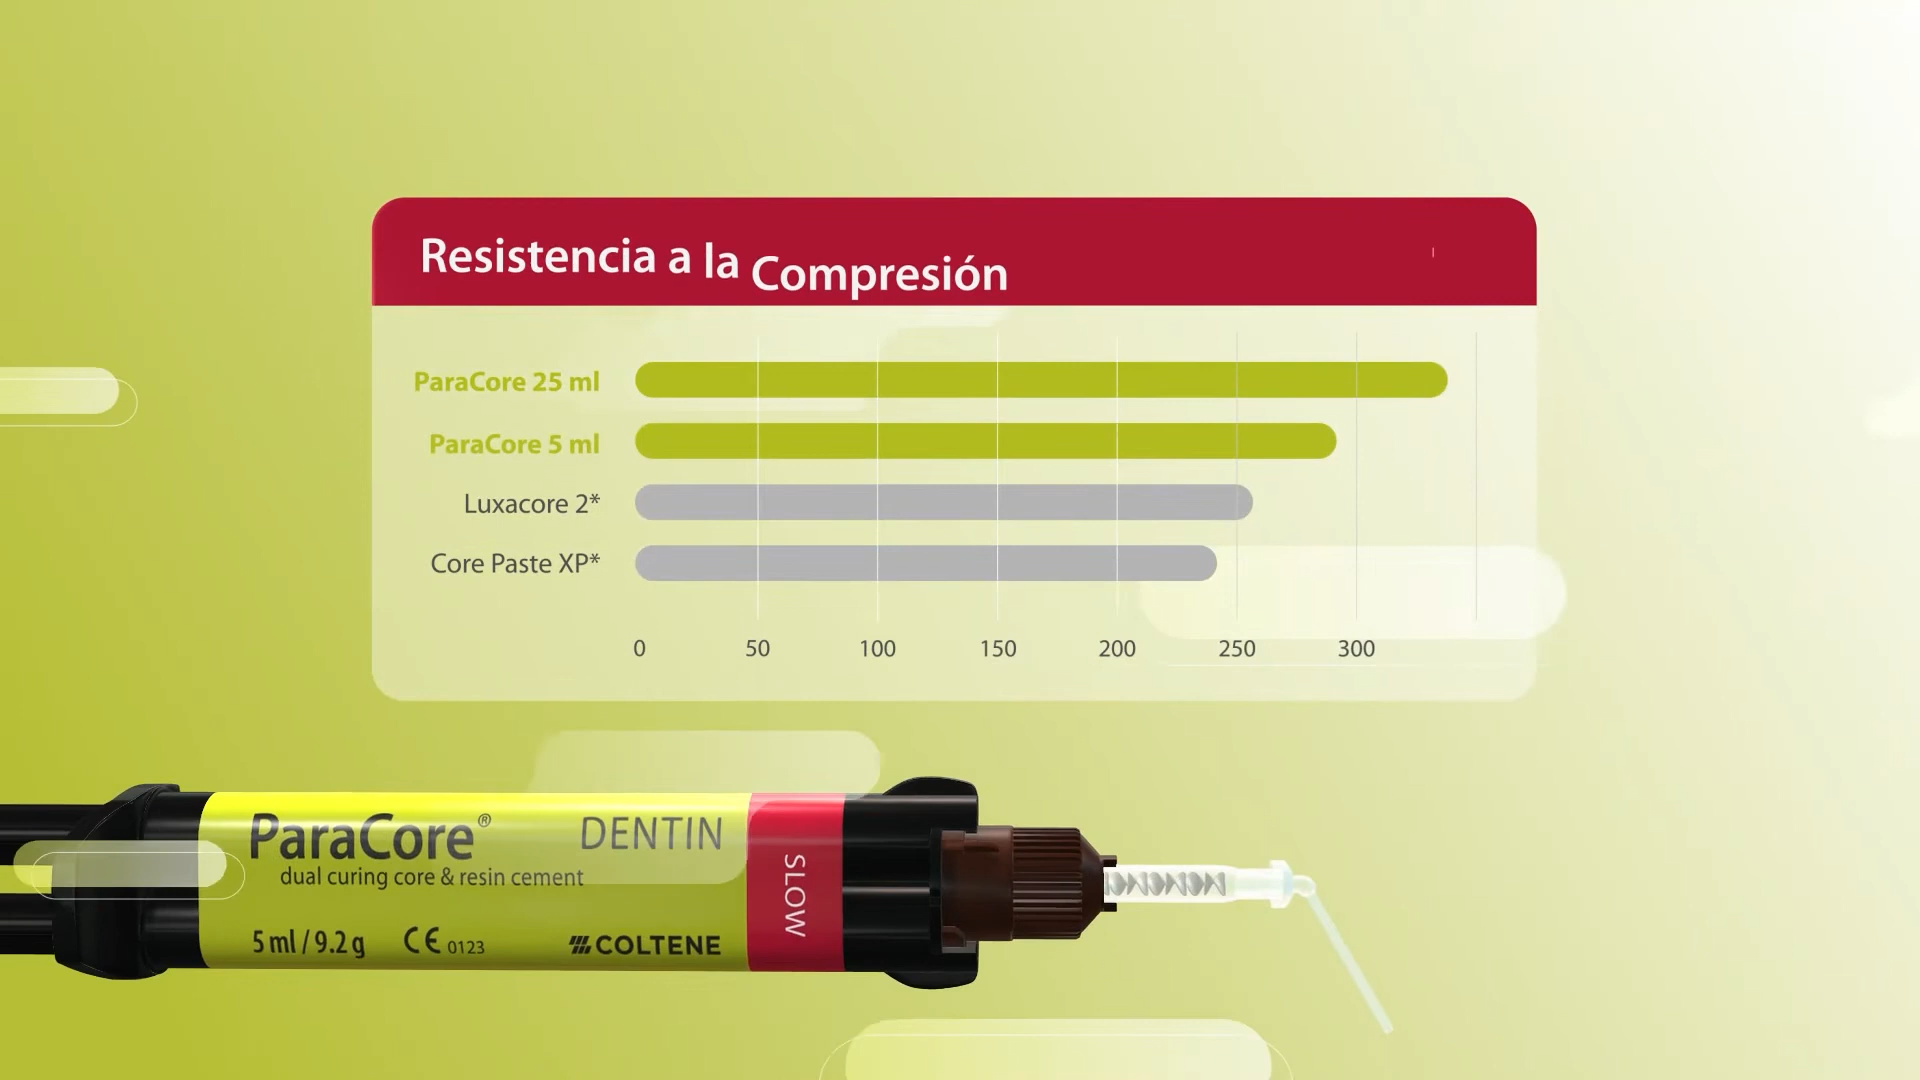 Resistencia a la Compresión
ParaCore 25 ml
ParaCore 5 ml
Luxacore 2*
Core Paste XP*
0 50 100 150 200 250 300
ParaCore® DENTIN
dual curing core & resin cement
SLOW
5 ml / 9.2 g CE 0123 COLTENE